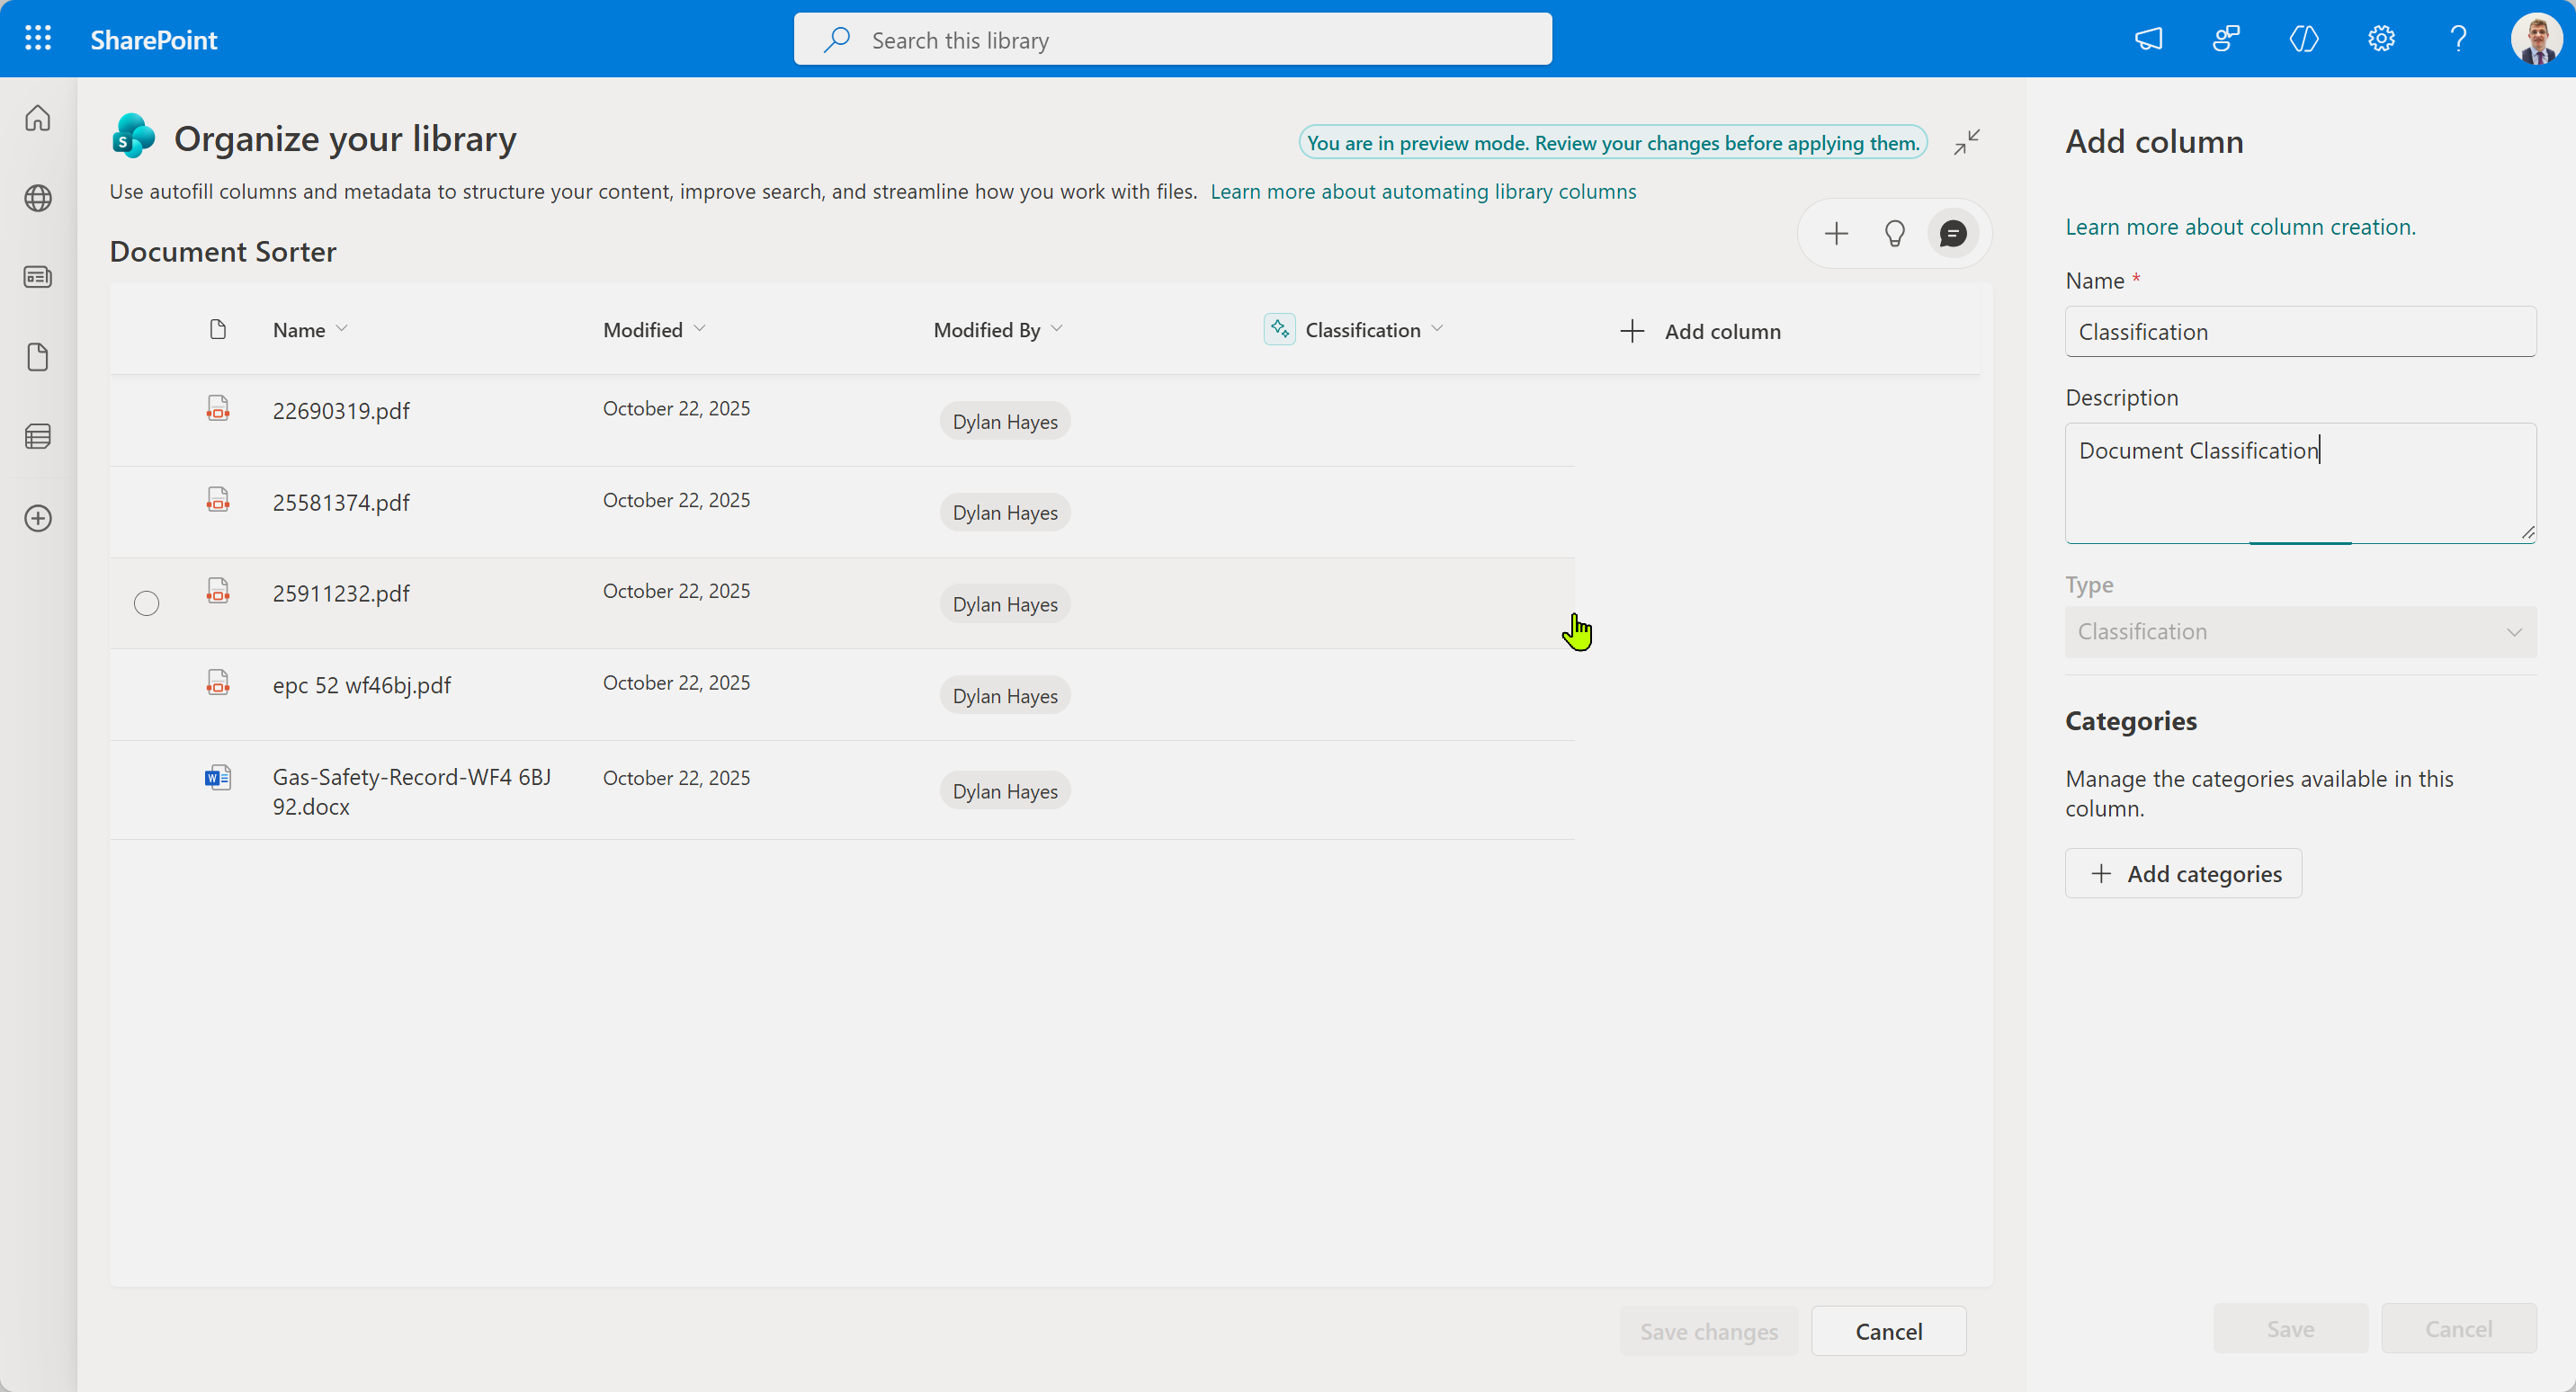 SharePoint
Search this library
Organize your library
You are in preview mode. Review your changes before applying them.
Use autofill columns and metadata to structure your content, improve search, and streamline how you work with files. Learn more about automating library columns
Document Sorter
Name Modified Modified By Classification Add column
22690319.pdf October 22, 2025 Dylan Hayes
25581374.pdf October 22, 2025 Dylan Hayes
25911232.pdf October 22, 2025 Dylan Hayes
epc 52 wf46bj.pdf October 22, 2025 Dylan Hayes
Gas-Safety-Record-WF4 6BJ October 22, 2025 Dylan Hayes
92.docx
Save changes Cancel
Add column
Learn more about column creation.
Name *
Classification
Description
Document Classification
Type
Classification
Categories
Manage the categories available in this
column.
Add categories
Save Cancel